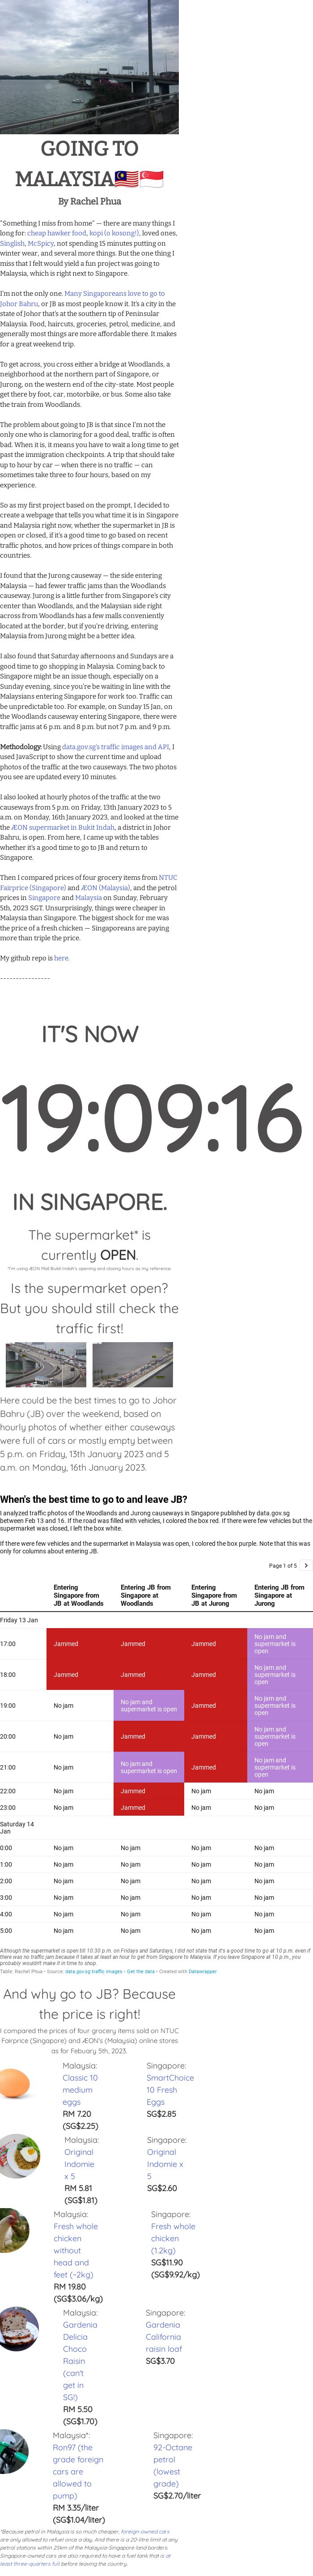 GOING TO
MALAYSIA🇲🇾🇸🇬
By Rachel Phua
"Something I miss from home" — there are many things I
long for: cheap hawker food, kopi (o kosong!), loved ones,
Singlish, McSpicy, not spending 15 minutes putting on
winter wear, and several more things. But the one thing I
miss that I felt would yield a fun project was going to
Malaysia, which is right next to Singapore.
I'm not the only one. Many Singaporeans love to go to
Johor Bahru, or JB as most people know it. It's a city in the
state of Johor that's at the southern tip of Peninsular
Malaysia. Food, haircuts, groceries, petrol, medicine, and
generally most things are more affordable there. It makes
for a great weekend trip.
To get across, you cross either a bridge at Woodlands, a
neighborhood at the northern part of Singapore, or
Jurong, on the western end of the city-state. Most people
get there by foot, car, motorbike, or bus. Some also take
the train from Woodlands.
The problem about going to JB is that since I'm not the
only one who is clamoring for a good deal, traffic is often
bad. When it is, means you have to wait a long time to get
past the immigration checkpoints. A trip that should take
up to hour by car — when there is no traffic — can
sometimes take three to four hours, based on my
experience.
So as my first project based on the prompt, I decided to
create a webpage that tells you what time it is in Singapore
and Malaysia right now, whether the supermarket in JB is
open or closed, if it's a good time to go based on recent
traffic photos, and how prices of things compare in both
countries.
I found that the Jurong causeway — the side entering
Malaysia — had fewer traffic jams than the Woodlands
causeway. Jurong is a little further from Singapore's city
center than Woodlands, and the Malaysian side right
across from Woodlands has a few malls conveniently
located at the border, but if you're driving, entering
Malaysia from Jurong might be a better idea.
I also found that Saturday afternoons and Sundays are a
good time to go shopping in Malaysia. Coming back to
Singapore might be an issue though, especially on a
Sunday evening, since you're be waiting in line with the
Malaysians entering Singapore for work too. Traffic can
be unpredictable too. For example, on Sunday 15 Jan, on
the Woodlands causeway entering Singapore, there were
traffic jams at 6 p.m. and 8 p.m. but not 7 p.m. and 9 p.m.
Methodology: Using data.gov.sg's traffic images and API, I
used JavaScript to show the current time and upload
photos of the traffic at the two causeways. The two photos
you see are updated every 10 minutes.
I also looked at hourly photos of the traffic at the two
causeways from 5 p.m. on Friday, 13th January 2023 to 5
a.m. on Monday, 16th January 2023, and looked at the time
the ÆON supermarket in Bukit Indah, a district in Johor
Bahru, is open. From here, I came up with the tables
whether it's a good time to go to JB and return to
Singapore.
Then I compared prices of four grocery items from NTUC
Fairprice (Singapore) and ÆON (Malaysia), and the petrol
prices in Singapore and Malaysia on Sunday, February
5th, 2023 SGT. Unsurprisingly, things were cheaper in
Malaysia than Singapore. The biggest shock for me was
the price of a fresh chicken — Singaporeans are paying
more than triple the price.
My github repo is here.
----------------
IT'S NOW
19:09:16
IN SINGAPORE.
The supermarket* is
currently OPEN.
*I'm using ÆON Mall Bukit Indah's opening and closing hours as my reference.
Is the supermarket open?
But you should still check the
traffic first!
Here could be the best times to go to Johor
Bahru (JB) over the weekend, based on
hourly photos of whether either causeways
were full of cars or mostly empty between
5 p.m. on Friday, 13th January 2023 and 5
a.m. on Monday, 16th January 2023.
When's the best time to go to and leave JB?
I analyzed traffic photos of the Woodlands and Jurong causeways in Singapore published by data.gov.sg
between Feb 13 and 16. If the road was filled with vehicles, I colored the box red. If there were few vehicles but the
supermarket was closed, I left the box white.
If there were few vehicles and the supermarket in Malaysia was open, I colored the box purple. Note that this was
only for columns about entering JB.
Page 1 of 5 >
Entering Singapore from JB at Woodlands
Entering JB from Singapore at Woodlands
Entering Singapore from JB at Jurong
Entering JB from Singapore at Jurong
Friday 13 Jan
17:00 Jammed Jammed Jammed No jam and supermarket is open
18:00 Jammed Jammed Jammed No jam and supermarket is open
19:00 No jam No jam and supermarket is open Jammed No jam and supermarket is open
20:00 No jam Jammed Jammed No jam and supermarket is open
21:00 No jam No jam and supermarket is open Jammed No jam and supermarket is open
22:00 No jam Jammed No jam No jam
23:00 No jam Jammed No jam No jam
Saturday 14 Jan
0:00 No jam No jam No jam No jam
1:00 No jam No jam No jam No jam
2:00 No jam No jam No jam No jam
3:00 No jam No jam No jam No jam
4:00 No jam No jam No jam No jam
5:00 No jam No jam No jam No jam
Although the supermarket is open till 10:30 p.m. on Fridays and Saturdays, I did not state that it's a good time to go at 10 p.m. even if
there was no traffic jam because it takes at least an hour to get from Singapore to Malaysia. If you leave Singapore at 10 p.m., you
probably wouldn't make it in time to shop.
Table: Rachel Phua • Source: data.gov.sg traffic images • Get the data • Created with Datawrapper
And why go to JB? Because
the price is right!
I compared the prices of four grocery items sold on NTUC
Fairprice (Singapore) and ÆON's (Malaysia) online stores
as for Febuary 5th, 2023.
Malaysia:
Classic 10
medium
eggs
RM 7.20
(SG$2.25)
Singapore:
SmartChoice
10 Fresh
Eggs
SG$2.85
Malaysia:
Original
Indomie
x 5
RM 5.81
(SG$1.81)
Singapore:
Original
Indomie x
5
SG$2.60
Malaysia:
Fresh whole
chicken
without
head and
feet (~2kg)
RM 19.80
(SG$3.06/kg)
Singapore:
Fresh whole
chicken
(1.2kg)
SG$11.90
(SG$9.92/kg)
Malaysia:
Gardenia
Delicia
Choco
Raisin
(can't
get in
SG!)
RM 5.50
(SG$1.70)
Singapore:
Gardenia
California
raisin loaf
SG$3.70
Malaysia*:
Ron97 (the
grade foreign
cars are
allowed to
pump)
RM 3.35/liter
(SG$1.04/liter)
Singapore:
92-Octane
petrol
(lowest
grade)
SG$2.70/liter
*Because petrol in Malaysia is so much cheaper, foreign-owned cars
are only allowed to refuel once a day. And there is a 20-litre limit at any
petrol stations within 25km of the Malaysia-Singapore land borders.
Singapore-owned cars are also required to have a fuel tank that is at
least three-quarters full before leaving the country.